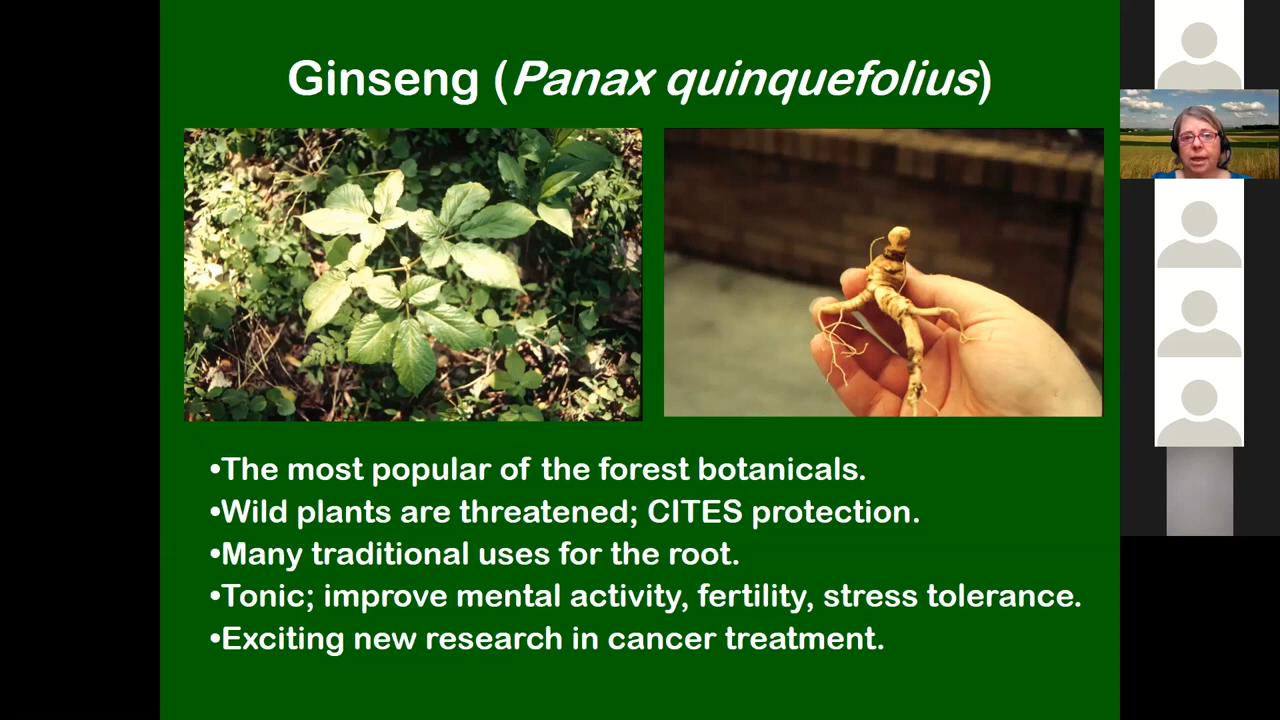 Ginseng (Panax quinquefolius)
•The most popular of the forest botanicals.
•Wild plants are threatened; CITES protection.
•Many traditional uses for the root.
•Tonic; improve mental activity, fertility, stress tolerance.
•Exciting new research in cancer treatment.